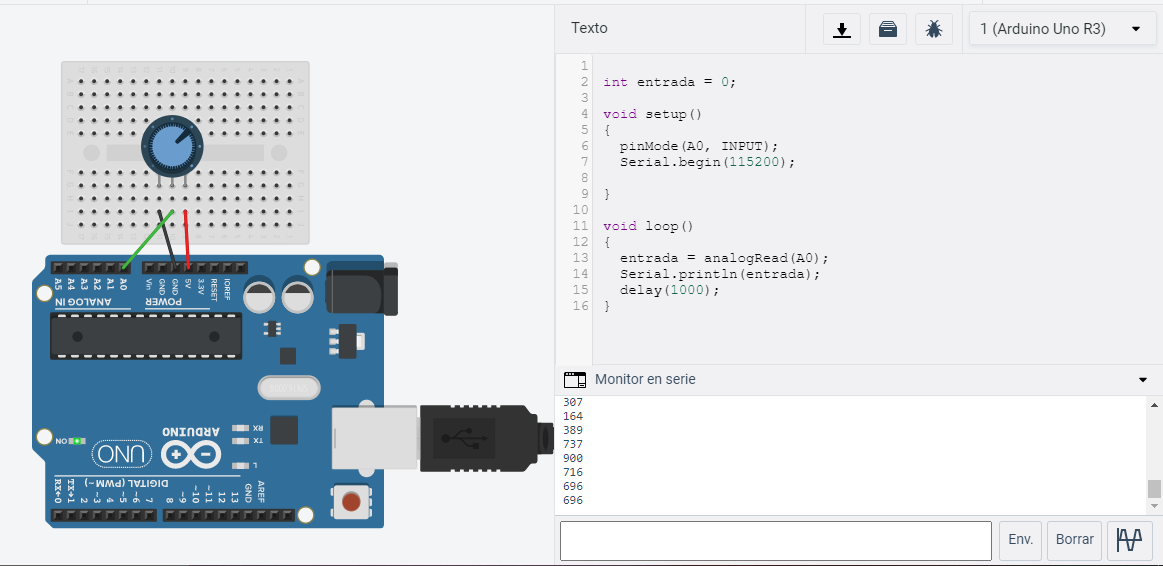 Texto
1 (Arduino Uno R3)
1
2 int entrada = 0;
3
4 void setup()
5 {
6 pinMode(A0, INPUT);
7 Serial.begin(115200);
8
9 }
10
11 void loop()
12 {
13 entrada = analogRead(A0);
14 Serial.println(entrada);
15 delay(1000);
16 }
Monitor en serie
307
164
389
737
900
716
696
696
Env.
Borrar
A5 A4 A3 A2 A1 A0
Vin GND GND 5V 3.3V RESET IOREF
ANALOG IN
POWER
ON
UNO
ARDUINO
RX
TX
L
DIGITAL (PWM~)
RX←0 TX→1 2 ~3 4 ~5 ~6 7 8 ~9 ~10 ~11 12 13 GND AREF